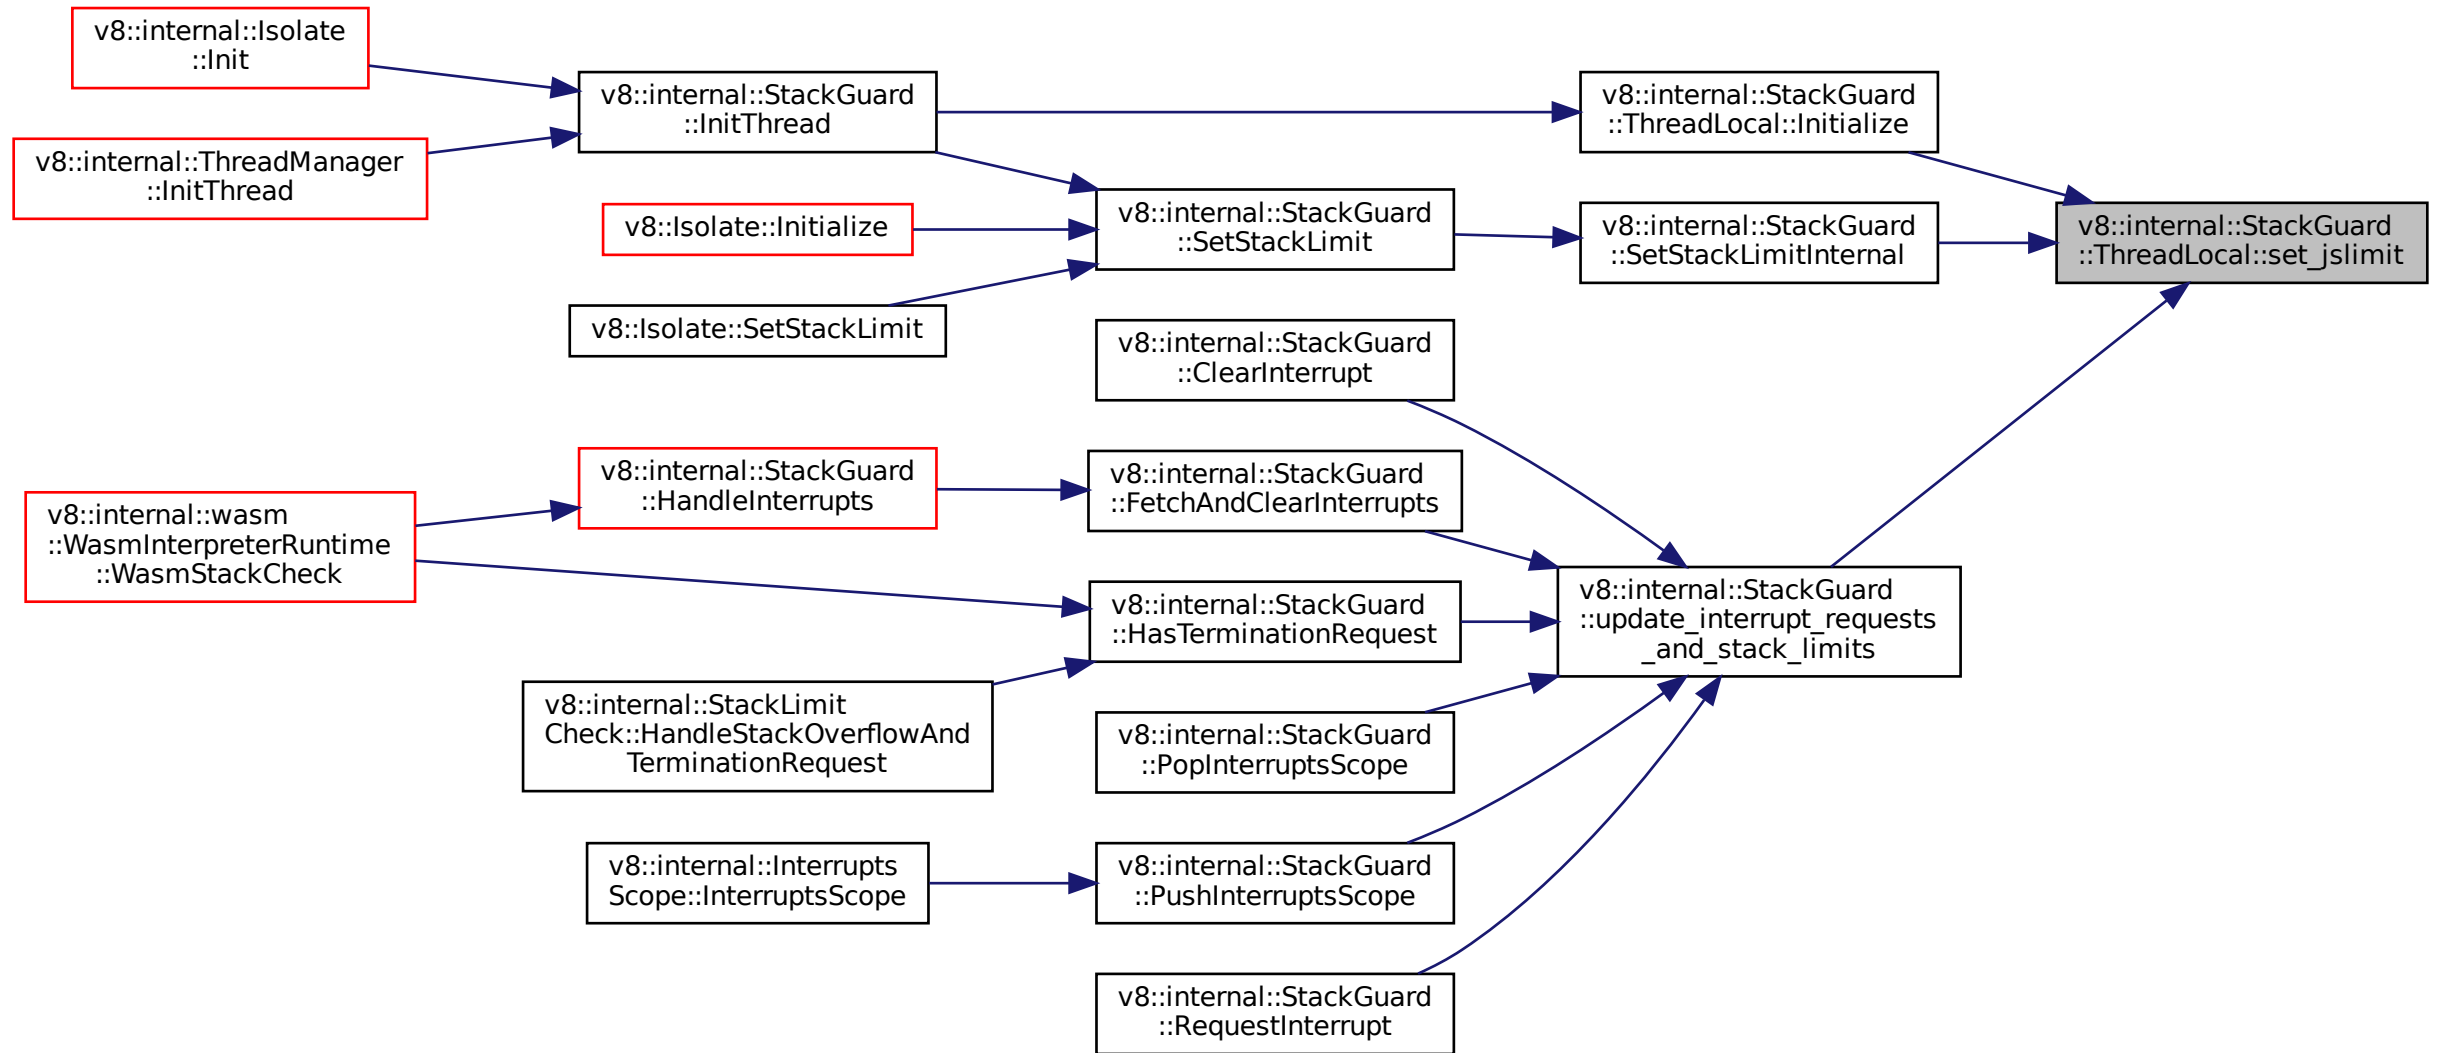 v8::internal::Isolate
::Init
v8::internal::ThreadManager
::InitThread
v8::internal::StackGuard
::InitThread
v8::Isolate::Initialize
v8::Isolate::SetStackLimit
v8::internal::StackGuard
::ThreadLocal::Initialize
v8::internal::StackGuard
::SetStackLimit
v8::internal::StackGuard
::SetStackLimitInternal
v8::internal::StackGuard
::ThreadLocal::set_jslimit
v8::internal::StackGuard
::ClearInterrupt
v8::internal::StackGuard
::HandleInterrupts
v8::internal::StackGuard
::FetchAndClearInterrupts
v8::internal::wasm
::WasmInterpreterRuntime
::WasmStackCheck
v8::internal::StackGuard
::HasTerminationRequest
v8::internal::StackGuard
::update_interrupt_requests
_and_stack_limits
v8::internal::StackLimit
Check::HandleStackOverflowAnd
TerminationRequest
v8::internal::StackGuard
::PopInterruptsScope
v8::internal::Interrupts
Scope::InterruptsScope
v8::internal::StackGuard
::PushInterruptsScope
v8::internal::StackGuard
::RequestInterrupt